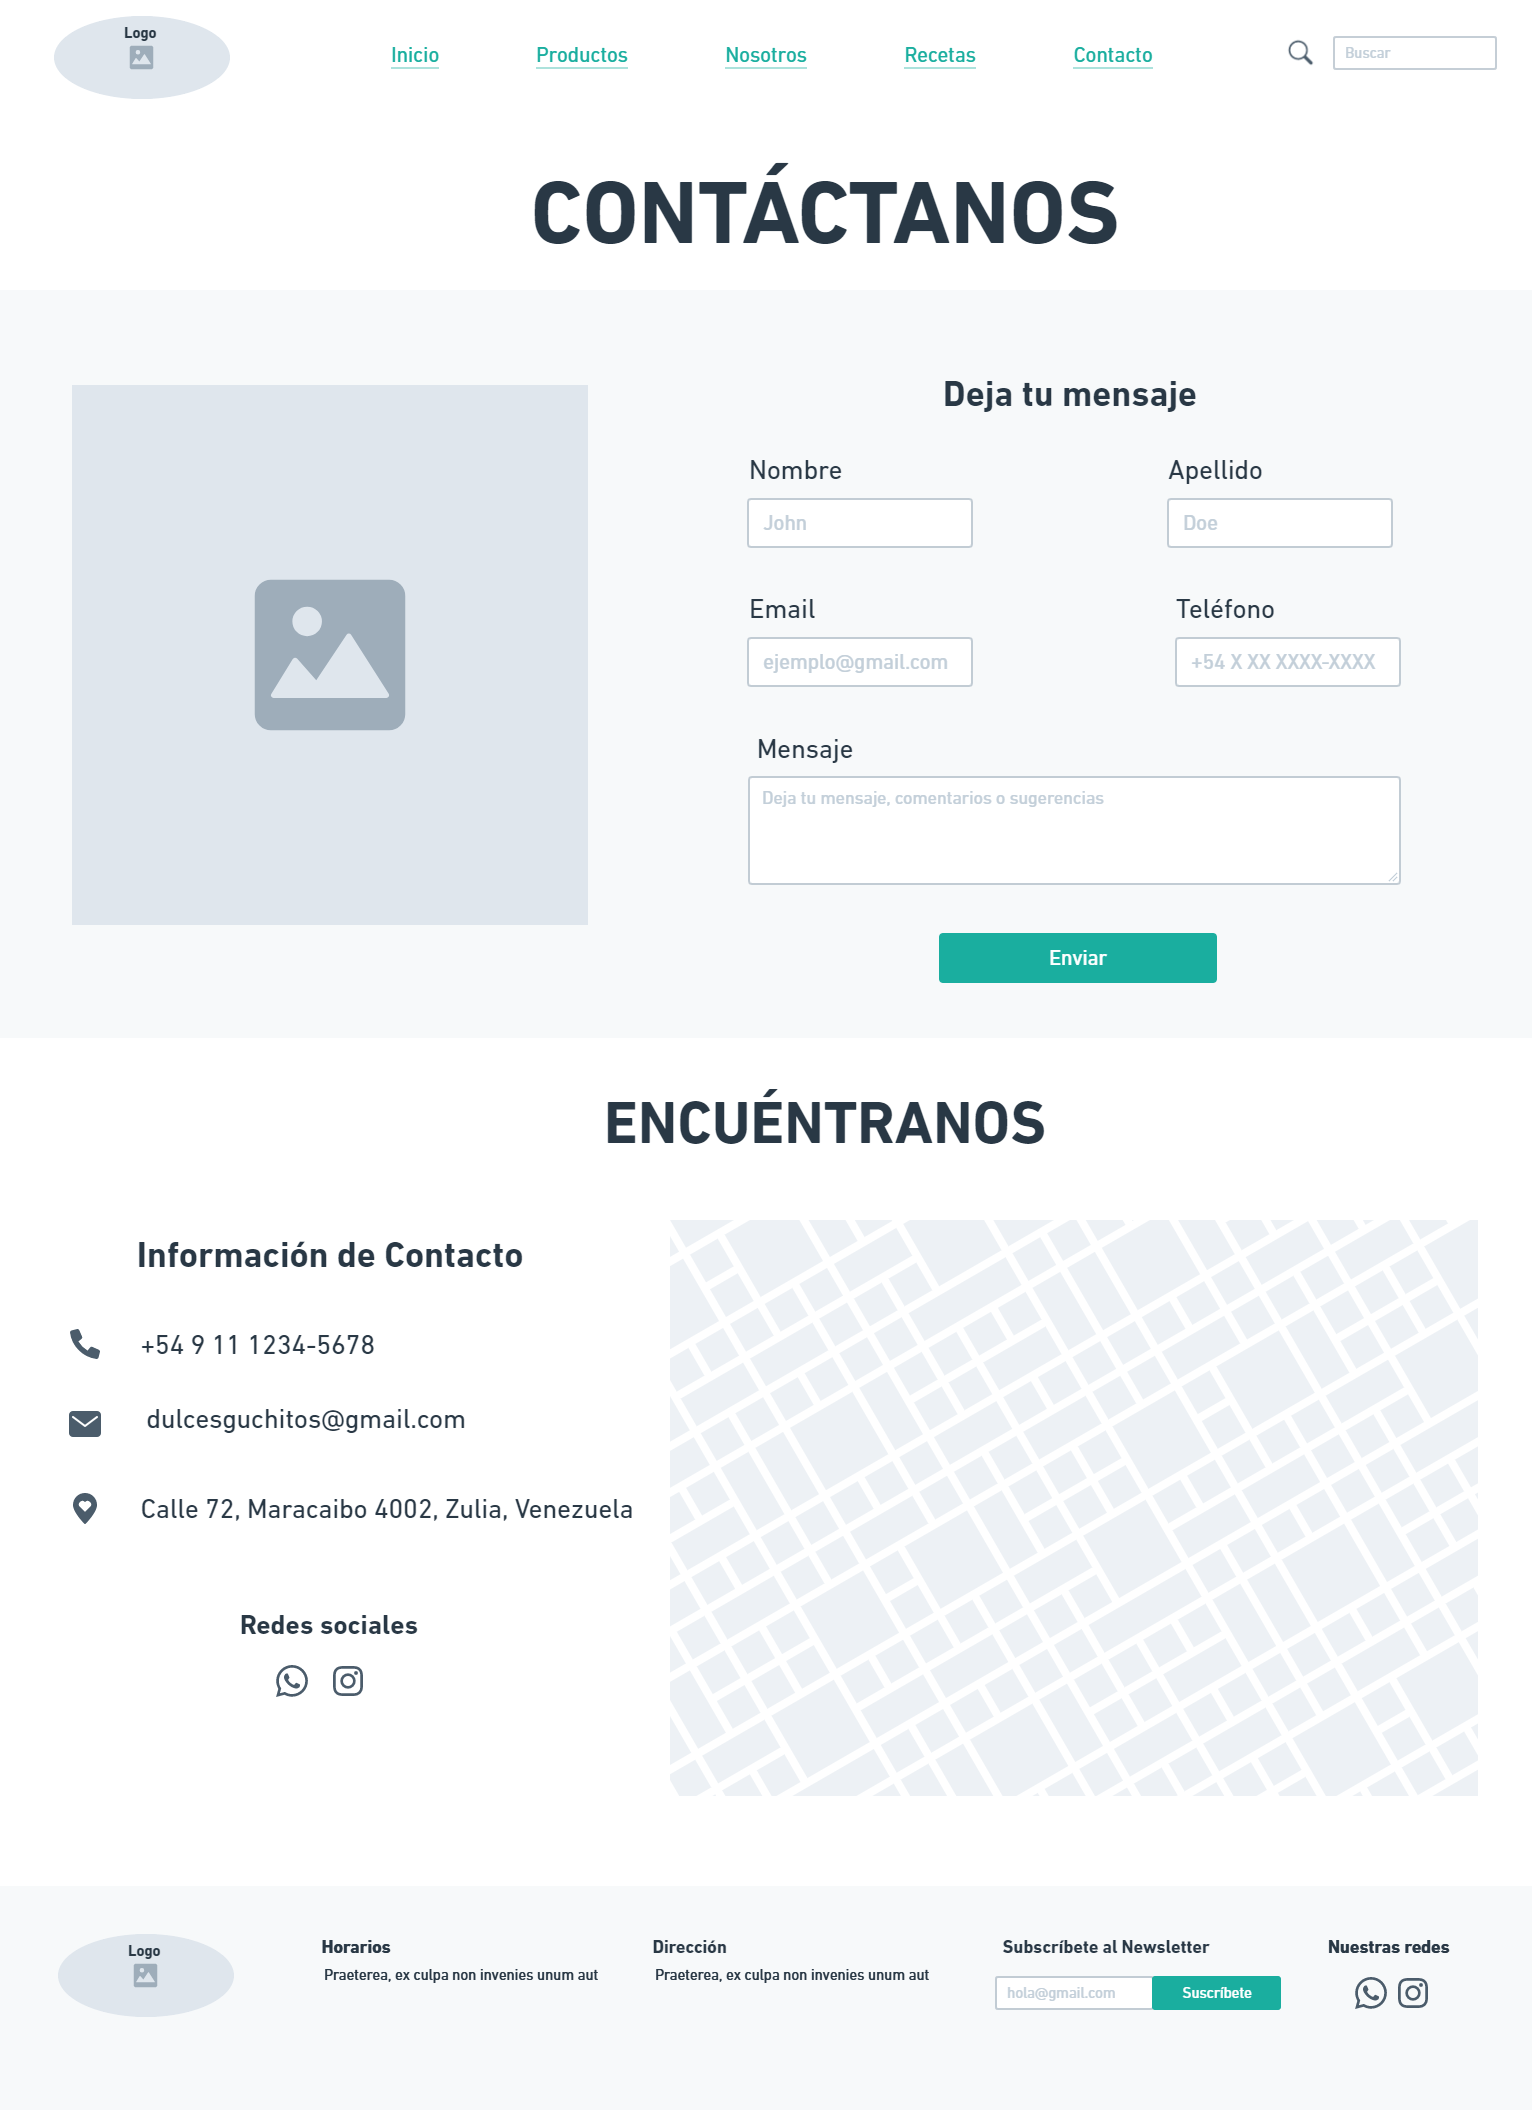 Logo
Inicio
Productos
Nosotros
Recetas
Contacto
Buscar
CONTÁCTANOS
Deja tu mensaje
Nombre
Apellido
John
Doe
Email
Teléfono
ejemplo@gmail.com
+54 X XX XXXX-XXXX
Mensaje
Deja tu mensaje, comentarios o sugerencias
Enviar
ENCUÉNTRANOS
Información de Contacto
+54 9 11 1234-5678
dulcesguchitos@gmail.com
Calle 72, Maracaibo 4002, Zulia, Venezuela
Redes sociales
Logo
Horarios
Praeterea, ex culpa non invenies unum aut
Dirección
Praeterea, ex culpa non invenies unum aut
Subscríbete al Newsletter
hola@gmail.com
Suscríbete
Nuestras redes